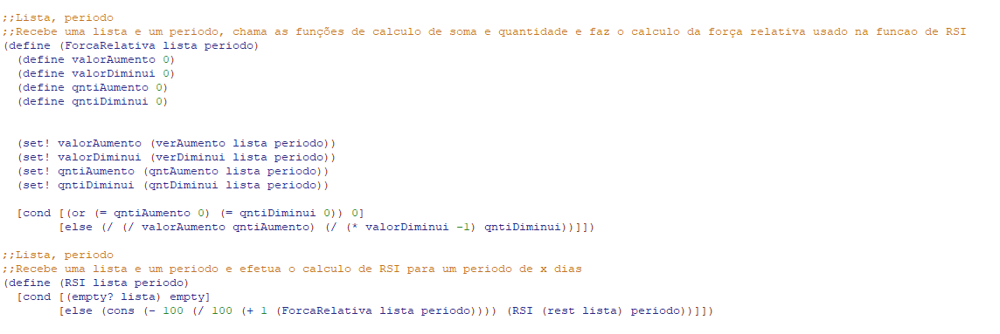 ;;Lista, periodo
;;Recebe uma lista e um periodo, chama as funções de calculo de soma e quantidade e faz o calculo da força relativa usado na funcao de RSI
(define (ForcaRelativa lista periodo)
  (define valorAumento 0)
  (define valorDiminui 0)
  (define qntiAumento 0)
  (define qntiDiminui 0)
  (set! valorAumento (verAumento lista periodo))
  (set! valorDiminui (verDiminui lista periodo))
  (set! qntiAumento (qntAumento lista periodo))
  (set! qntiDiminui (qntDiminui lista periodo))
  [cond [(or (= qntiAumento 0) (= qntiDiminui 0)) 0]
        [else (/ (/ valorAumento qntiAumento) (/ (* valorDiminui -1) qntiDiminui))]])
;;Lista, periodo
;;Recebe uma lista e um periodo e efetua o calculo de RSI para um periodo de x dias
(define (RSI lista periodo)
  [cond [(empty? lista) empty]
        [else (cons (- 100 (/ 100 (+ 1 (ForcaRelativa lista periodo)))) (RSI (rest lista) periodo))]])